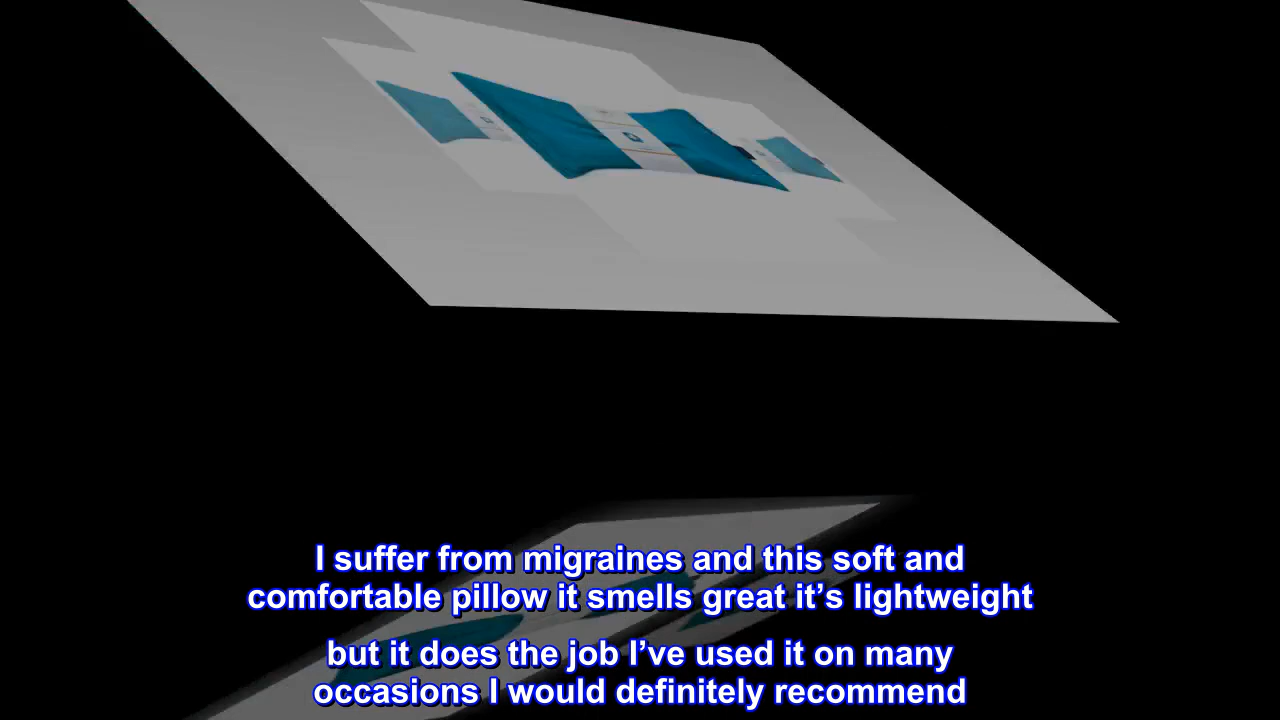 I suffer from migraines and this soft and
comfortable pillow it smells great it’s lightweight
but it does the job I’ve used it on many
occasions I would definitely recommend